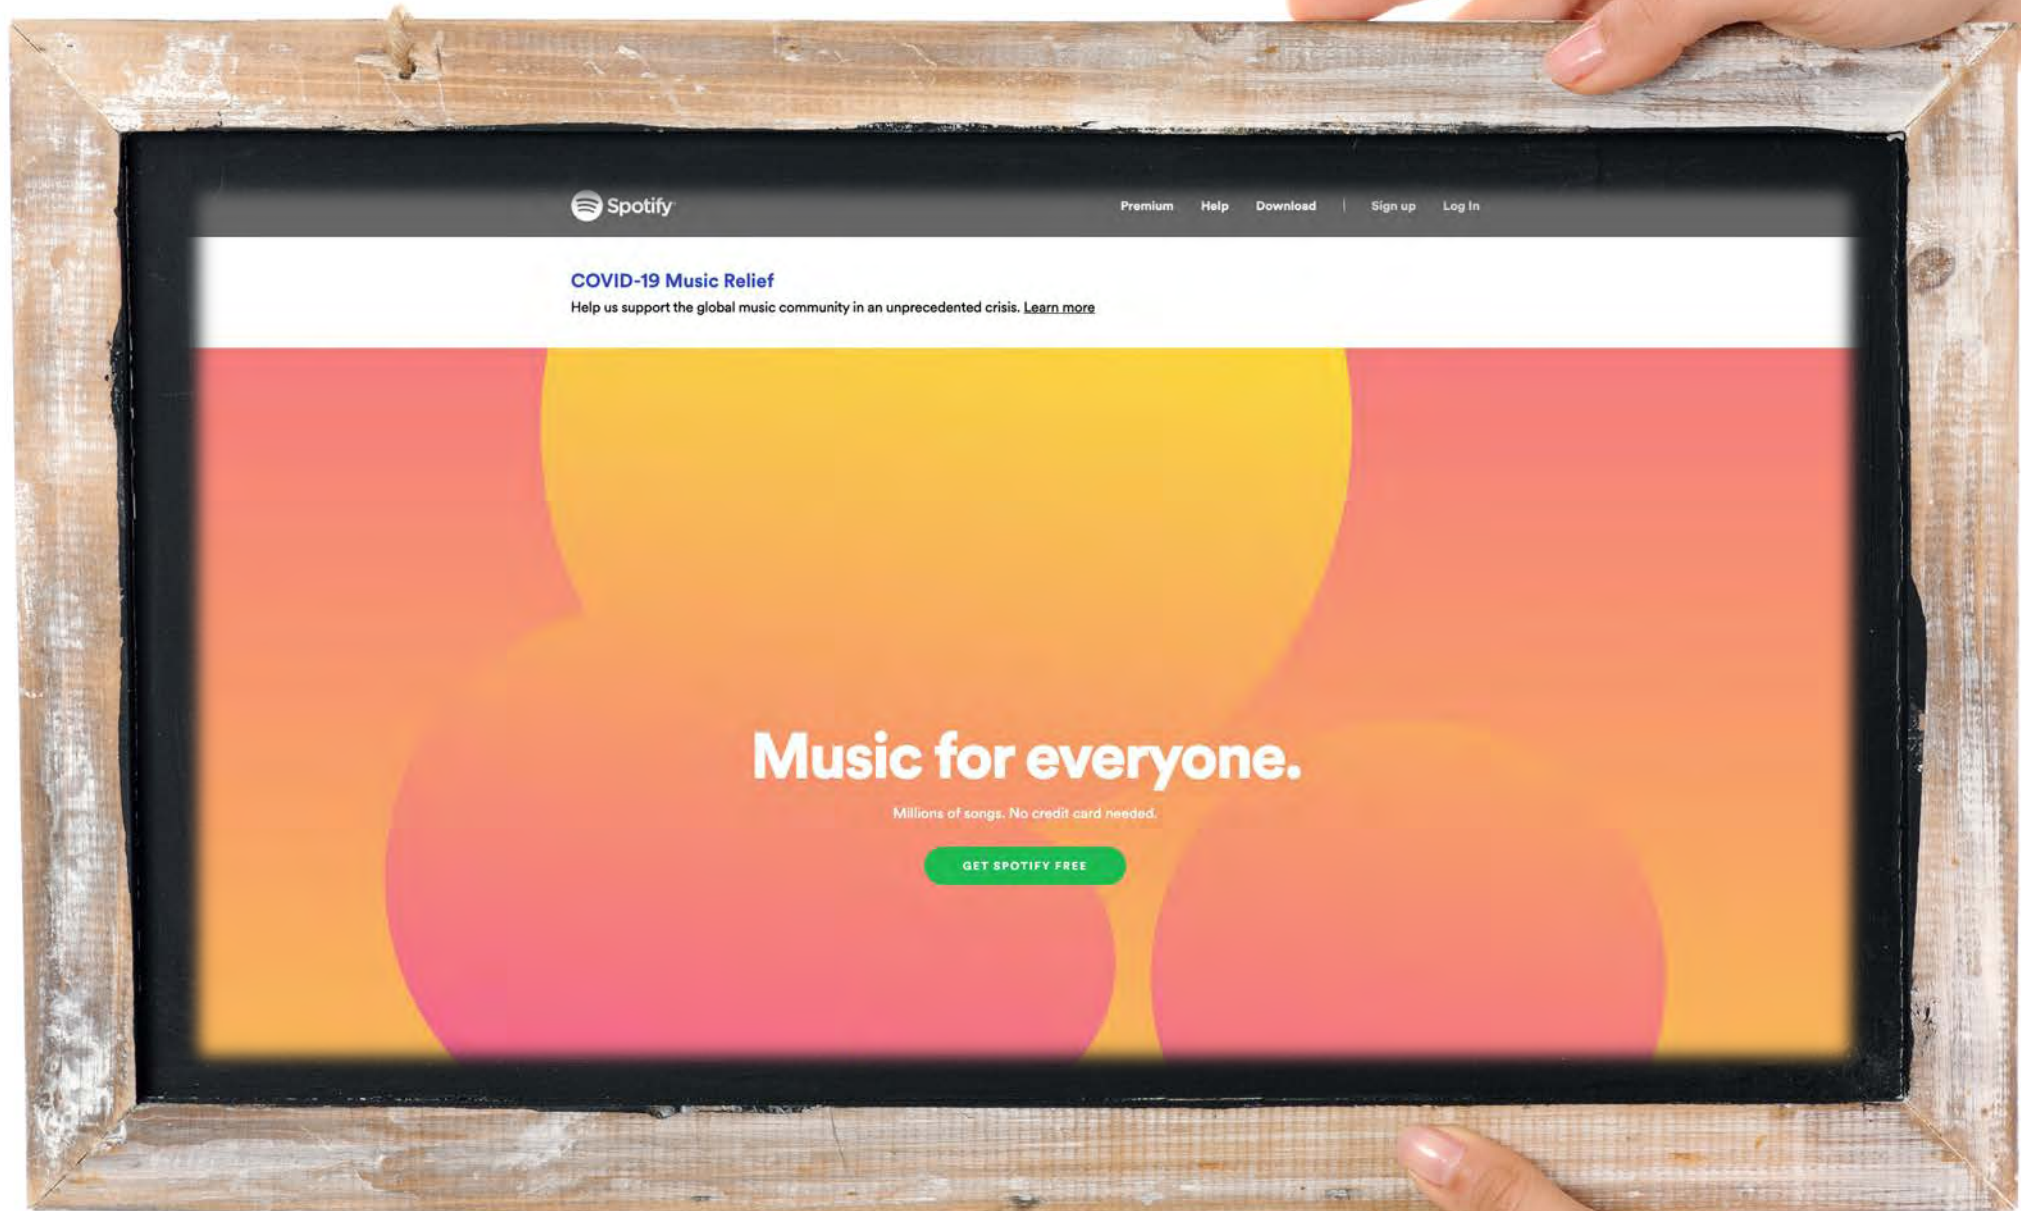 Spotify
Premium Help Download | Sign up Log In
COVID-19 Music Relief
Help us support the global music community in an unprecedented crisis. Learn more
Music for everyone.
Millions of songs. No credit card needed.
GET SPOTIFY FREE